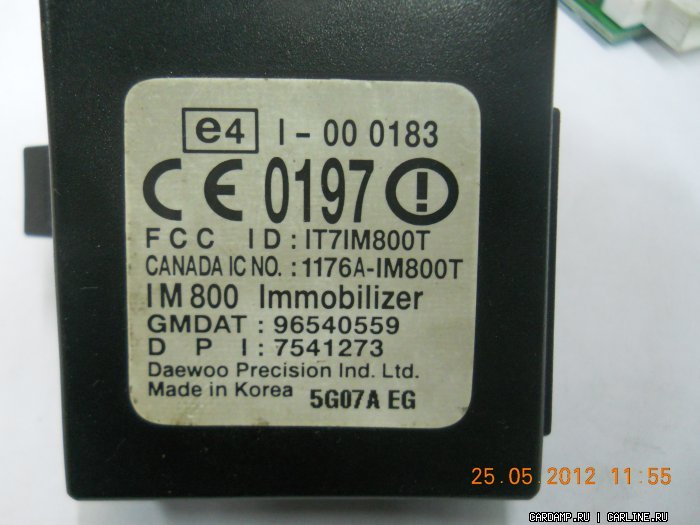 e4 I - 00 0183
CE 0197 !
FCC ID : IT7IM800T
CANADA IC NO. : 1176A-IM800T
IM800 Immobilizer
GMDAT : 96540559
D P I : 7541273
Daewoo Precision Ind. Ltd.
Made in Korea 5G07A EG
25.05.2012 11:55
CARDAMP.RU | CARLINE.RU